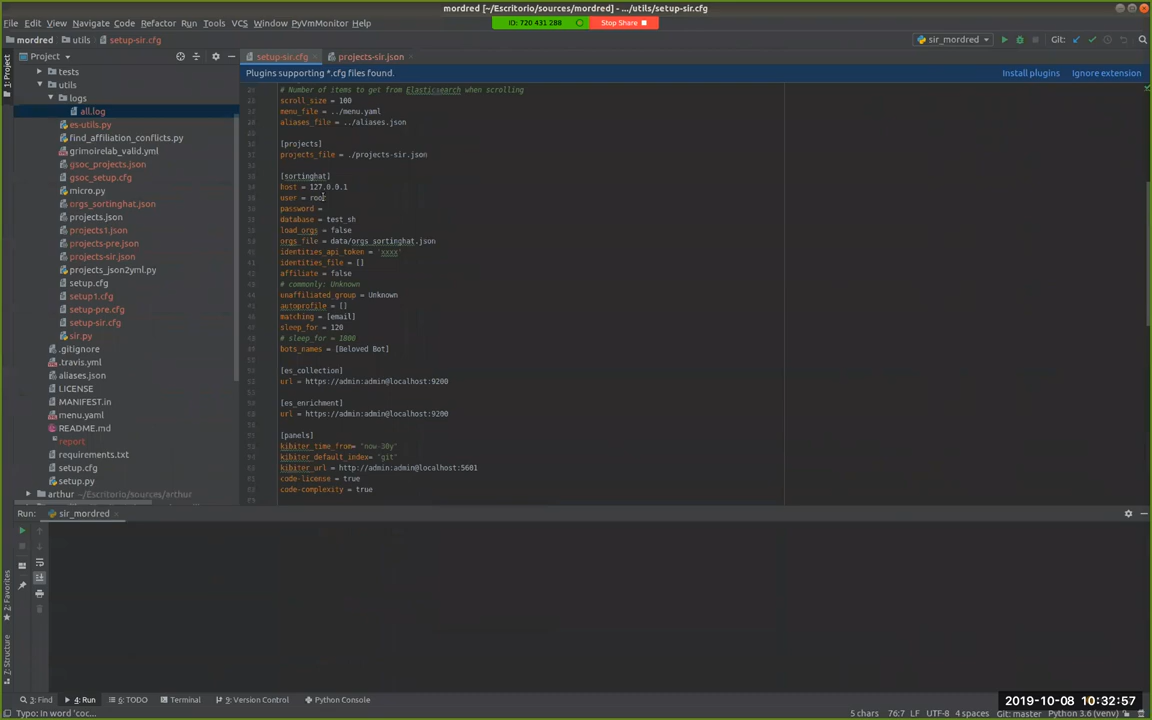 mordred [~/Escritorio/sources/mordred] - .../utils/setup-sir.cfg
File Edit View Navigate Code Refactor Run Tools VCS Window PyVmMonitor Help
ID: 720 431 288 Stop Share
mordred utils setup-sir.cfg
sir_mordred Git:
Project
setup-sir.cfg projects-sir.json
1: Project
Plugins supporting *.cfg files found. Install plugins Ignore extension
tests
utils
logs
all.log
es-utils.py
find_affiliation_conflicts.py
grimoirelab_valid.yml
gsoc_projects.json
gsoc_setup.cfg
micro.py
orgs_sortinghat.json
projects.json
projects1.json
projects-pre.json
projects-sir.json
projects_json2yml.py
setup.cfg
setup1.cfg
setup-pre.cfg
setup-sir.cfg
sir.py
.gitignore
.travis.yml
aliases.json
LICENSE
MANIFEST.in
menu.yaml
README.md
report
requirements.txt
setup.cfg
setup.py
arthur ~/Escritorio/sources/arthur
# Number of items to get from Elasticsearch when scrolling
scroll_size = 100
menu_file = ../menu.yaml
aliases_file = ../aliases.json
[projects]
projects_file = ./projects-sir.json
[sortinghat]
host = 127.0.0.1
user = root
password =
database = test_sh
load_orgs = false
orgs_file = data/orgs_sortinghat.json
identities_api_token = 'xxxx'
identities_file = []
affiliate = false
# commonly: Unknown
unaffiliated_group = Unknown
autoprofile = []
matching = [email]
sleep_for = 120
# sleep_for = 1800
bots_names = [Beloved Bot]
[es_collection]
url = https://admin:admin@localhost:9200
[es_enrichment]
url = https://admin:admin@localhost:9200
[panels]
kibiter_time_from= "now-30y"
kibiter_default_index= "git"
kibiter_url = http://admin:admin@localhost:5601
code-license = true
code-complexity = true
Run: sir_mordred
2: Favorites
7: Structure
3: Find 4: Run 6: TODO Terminal 9: Version Control Python Console
2019-10-08 10:32:57
Typo: In word 'coc... 5 chars 76:7 LF UTF-8 4 spaces Git: master Python 3.6 (venv)